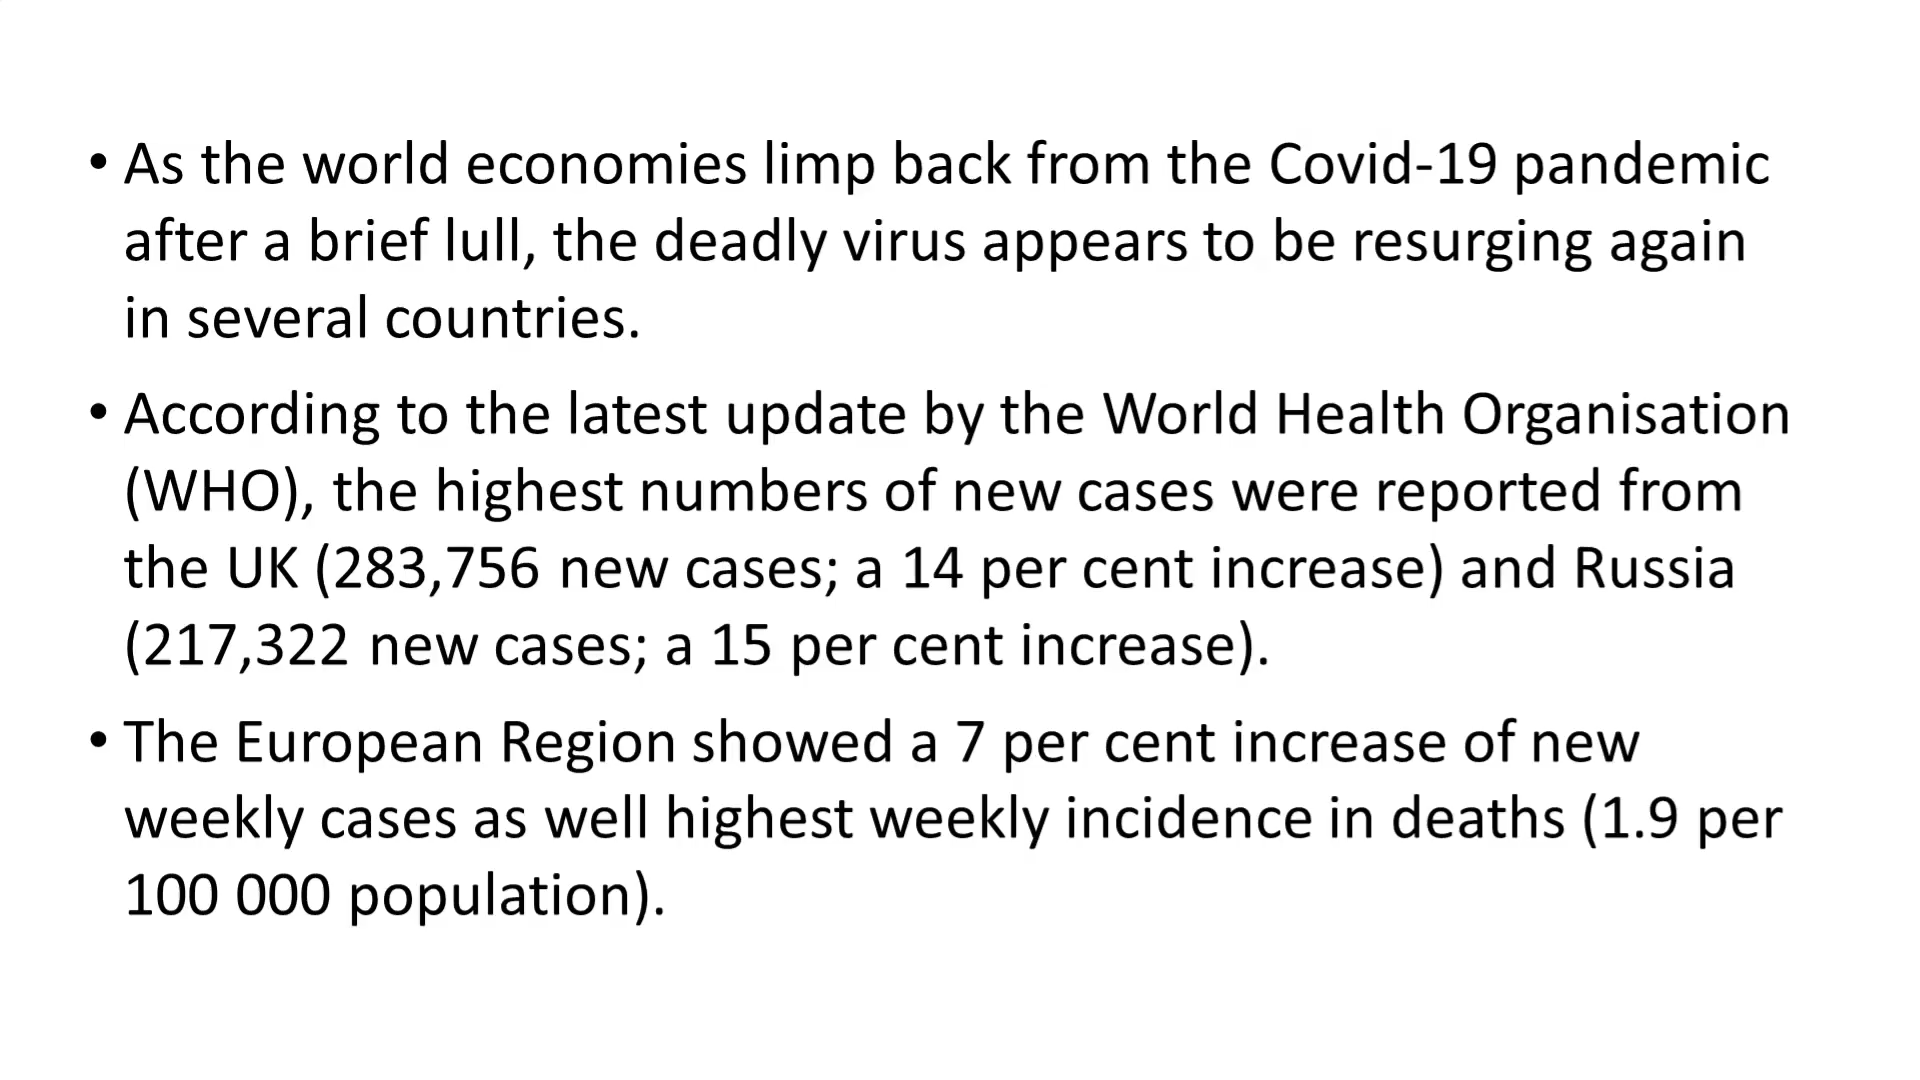 • As the world economies limp back from the Covid-19 pandemic
after a brief lull, the deadly virus appears to be resurging again
in several countries.
• According to the latest update by the World Health Organisation
(WHO), the highest numbers of new cases were reported from
the UK (283,756 new cases; a 14 per cent increase) and Russia
(217,322 new cases; a 15 per cent increase).
• The European Region showed a 7 per cent increase of new
weekly cases as well highest weekly incidence in deaths (1.9 per
100 000 population).